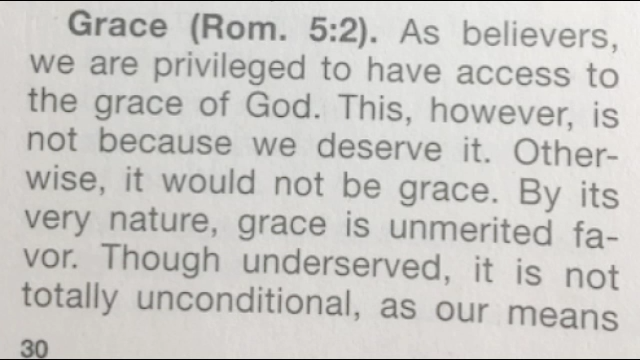 Grace (Rom. 5:2). As believers,
we are privileged to have access to
the grace of God. This, however, is
not because we deserve it. Other-
wise, it would not be grace. By its
very nature, grace is unmerited fa-
vor. Though underserved, it is not
totally unconditional, as our means
30